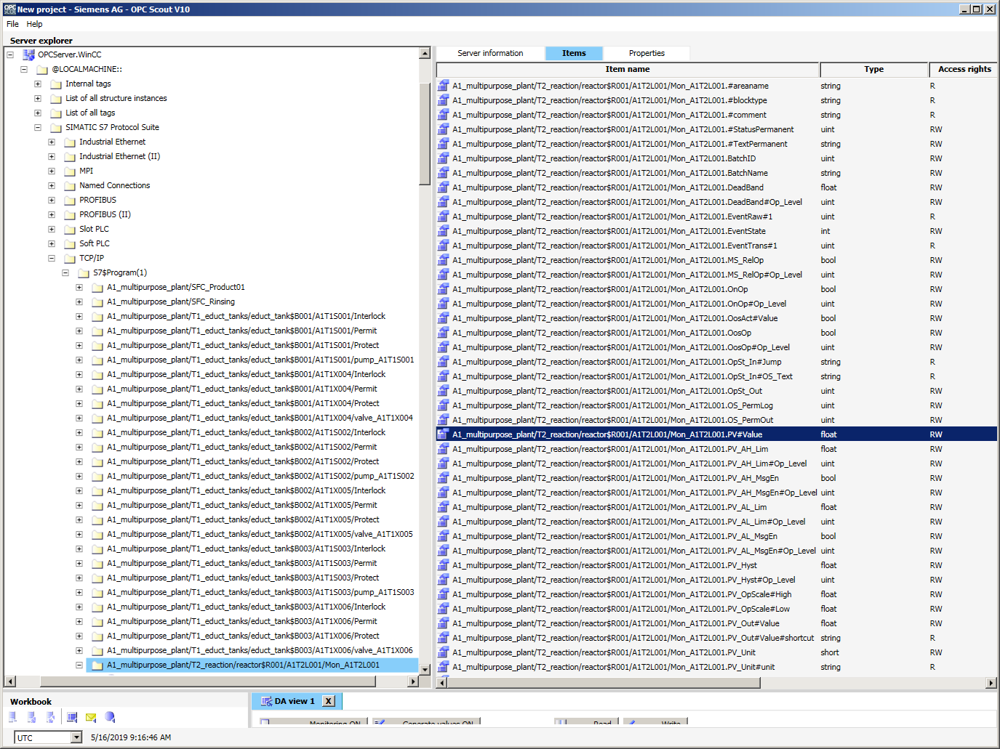 New project - Siemens AG - OPC Scout V10
File Help
Server explorer
OPCServer.WinCC
@LOCALMACHINE::
Internal tags
List of all structure instances
List of all tags
SIMATIC S7 Protocol Suite
Industrial Ethernet
Industrial Ethernet (II)
MPI
Named Connections
PROFIBUS
PROFIBUS (II)
Slot PLC
Soft PLC
TCP/IP
S7$Program(1)
A1_multipurpose_plant/SFC_Product01
A1_multipurpose_plant/SFC_Rinsing
A1_multipurpose_plant/T1_educt_tanks/educt_tank$B001/A1T1S001/Interlock
A1_multipurpose_plant/T1_educt_tanks/educt_tank$B001/A1T1S001/Permit
A1_multipurpose_plant/T1_educt_tanks/educt_tank$B001/A1T1S001/Protect
A1_multipurpose_plant/T1_educt_tanks/educt_tank$B001/A1T1S001/pump_A1T1S001
A1_multipurpose_plant/T1_educt_tanks/educt_tank$B001/A1T1X004/Interlock
A1_multipurpose_plant/T1_educt_tanks/educt_tank$B001/A1T1X004/Permit
A1_multipurpose_plant/T1_educt_tanks/educt_tank$B001/A1T1X004/Protect
A1_multipurpose_plant/T1_educt_tanks/educt_tank$B001/A1T1X004/valve_A1T1X004
A1_multipurpose_plant/T1_educt_tanks/educt_tank$B002/A1T1S002/Interlock
A1_multipurpose_plant/T1_educt_tanks/educt_tank$B002/A1T1S002/Permit
A1_multipurpose_plant/T1_educt_tanks/educt_tank$B002/A1T1S002/Protect
A1_multipurpose_plant/T1_educt_tanks/educt_tank$B002/A1T1S002/pump_A1T1S002
A1_multipurpose_plant/T1_educt_tanks/educt_tank$B002/A1T1X005/Interlock
A1_multipurpose_plant/T1_educt_tanks/educt_tank$B002/A1T1X005/Permit
A1_multipurpose_plant/T1_educt_tanks/educt_tank$B002/A1T1X005/Protect
A1_multipurpose_plant/T1_educt_tanks/educt_tank$B002/A1T1X005/valve_A1T1X005
A1_multipurpose_plant/T1_educt_tanks/educt_tank$B003/A1T1S003/Interlock
A1_multipurpose_plant/T1_educt_tanks/educt_tank$B003/A1T1S003/Permit
A1_multipurpose_plant/T1_educt_tanks/educt_tank$B003/A1T1S003/Protect
A1_multipurpose_plant/T1_educt_tanks/educt_tank$B003/A1T1S003/pump_A1T1S003
A1_multipurpose_plant/T1_educt_tanks/educt_tank$B003/A1T1X006/Interlock
A1_multipurpose_plant/T1_educt_tanks/educt_tank$B003/A1T1X006/Permit
A1_multipurpose_plant/T1_educt_tanks/educt_tank$B003/A1T1X006/Protect
A1_multipurpose_plant/T1_educt_tanks/educt_tank$B003/A1T1X006/valve_A1T1X006
A1_multipurpose_plant/T2_reaction/reactor$R001/A1T2L001/Mon_A1T2L001
Server information Items Properties
Item name Type Access rights
A1_multipurpose_plant/T2_reaction/reactor$R001/A1T2L001/Mon_A1T2L001.#areaname string R
A1_multipurpose_plant/T2_reaction/reactor$R001/A1T2L001/Mon_A1T2L001.#blocktype string R
A1_multipurpose_plant/T2_reaction/reactor$R001/A1T2L001/Mon_A1T2L001.#comment string R
A1_multipurpose_plant/T2_reaction/reactor$R001/A1T2L001/Mon_A1T2L001.#StatusPermanent uint RW
A1_multipurpose_plant/T2_reaction/reactor$R001/A1T2L001/Mon_A1T2L001.#TextPermanent string RW
A1_multipurpose_plant/T2_reaction/reactor$R001/A1T2L001/Mon_A1T2L001.BatchID uint RW
A1_multipurpose_plant/T2_reaction/reactor$R001/A1T2L001/Mon_A1T2L001.BatchName string RW
A1_multipurpose_plant/T2_reaction/reactor$R001/A1T2L001/Mon_A1T2L001.DeadBand float RW
A1_multipurpose_plant/T2_reaction/reactor$R001/A1T2L001/Mon_A1T2L001.DeadBand#Op_Level uint RW
A1_multipurpose_plant/T2_reaction/reactor$R001/A1T2L001/Mon_A1T2L001.EventRaw#1 uint R
A1_multipurpose_plant/T2_reaction/reactor$R001/A1T2L001/Mon_A1T2L001.EventState int RW
A1_multipurpose_plant/T2_reaction/reactor$R001/A1T2L001/Mon_A1T2L001.EventTrans#1 uint R
A1_multipurpose_plant/T2_reaction/reactor$R001/A1T2L001/Mon_A1T2L001.MS_RelOp bool RW
A1_multipurpose_plant/T2_reaction/reactor$R001/A1T2L001/Mon_A1T2L001.MS_RelOp#Op_Level uint RW
A1_multipurpose_plant/T2_reaction/reactor$R001/A1T2L001/Mon_A1T2L001.OnOp bool RW
A1_multipurpose_plant/T2_reaction/reactor$R001/A1T2L001/Mon_A1T2L001.OnOp#Op_Level uint RW
A1_multipurpose_plant/T2_reaction/reactor$R001/A1T2L001/Mon_A1T2L001.OosAct#Value bool RW
A1_multipurpose_plant/T2_reaction/reactor$R001/A1T2L001/Mon_A1T2L001.OosOp bool RW
A1_multipurpose_plant/T2_reaction/reactor$R001/A1T2L001/Mon_A1T2L001.OosOp#Op_Level uint RW
A1_multipurpose_plant/T2_reaction/reactor$R001/A1T2L001/Mon_A1T2L001.OpSt_In#Jump string R
A1_multipurpose_plant/T2_reaction/reactor$R001/A1T2L001/Mon_A1T2L001.OpSt_In#OS_Text string R
A1_multipurpose_plant/T2_reaction/reactor$R001/A1T2L001/Mon_A1T2L001.OpSt_Out uint RW
A1_multipurpose_plant/T2_reaction/reactor$R001/A1T2L001/Mon_A1T2L001.OS_PermLog uint RW
A1_multipurpose_plant/T2_reaction/reactor$R001/A1T2L001/Mon_A1T2L001.OS_PermOut uint RW
A1_multipurpose_plant/T2_reaction/reactor$R001/A1T2L001/Mon_A1T2L001.PV#Value float RW
A1_multipurpose_plant/T2_reaction/reactor$R001/A1T2L001/Mon_A1T2L001.PV_AH_Lim float RW
A1_multipurpose_plant/T2_reaction/reactor$R001/A1T2L001/Mon_A1T2L001.PV_AH_Lim#Op_Level uint RW
A1_multipurpose_plant/T2_reaction/reactor$R001/A1T2L001/Mon_A1T2L001.PV_AH_MsgEn bool RW
A1_multipurpose_plant/T2_reaction/reactor$R001/A1T2L001/Mon_A1T2L001.PV_AH_MsgEn#Op_Level uint RW
A1_multipurpose_plant/T2_reaction/reactor$R001/A1T2L001/Mon_A1T2L001.PV_AL_Lim float RW
A1_multipurpose_plant/T2_reaction/reactor$R001/A1T2L001/Mon_A1T2L001.PV_AL_Lim#Op_Level uint RW
A1_multipurpose_plant/T2_reaction/reactor$R001/A1T2L001/Mon_A1T2L001.PV_AL_MsgEn bool RW
A1_multipurpose_plant/T2_reaction/reactor$R001/A1T2L001/Mon_A1T2L001.PV_AL_MsgEn#Op_Level uint RW
A1_multipurpose_plant/T2_reaction/reactor$R001/A1T2L001/Mon_A1T2L001.PV_Hyst float RW
A1_multipurpose_plant/T2_reaction/reactor$R001/A1T2L001/Mon_A1T2L001.PV_Hyst#Op_Level uint RW
A1_multipurpose_plant/T2_reaction/reactor$R001/A1T2L001/Mon_A1T2L001.PV_OpScale#High float RW
A1_multipurpose_plant/T2_reaction/reactor$R001/A1T2L001/Mon_A1T2L001.PV_OpScale#Low float RW
A1_multipurpose_plant/T2_reaction/reactor$R001/A1T2L001/Mon_A1T2L001.PV_Out#Value float RW
A1_multipurpose_plant/T2_reaction/reactor$R001/A1T2L001/Mon_A1T2L001.PV_Out#Value#shortcut string R
A1_multipurpose_plant/T2_reaction/reactor$R001/A1T2L001/Mon_A1T2L001.PV_Unit short RW
A1_multipurpose_plant/T2_reaction/reactor$R001/A1T2L001/Mon_A1T2L001.PV_Unit#unit string R
Workbook
DA view 1 X
Monitoring ON Generate values ON Read Write
UTC 5/16/2019 9:16:46 AM